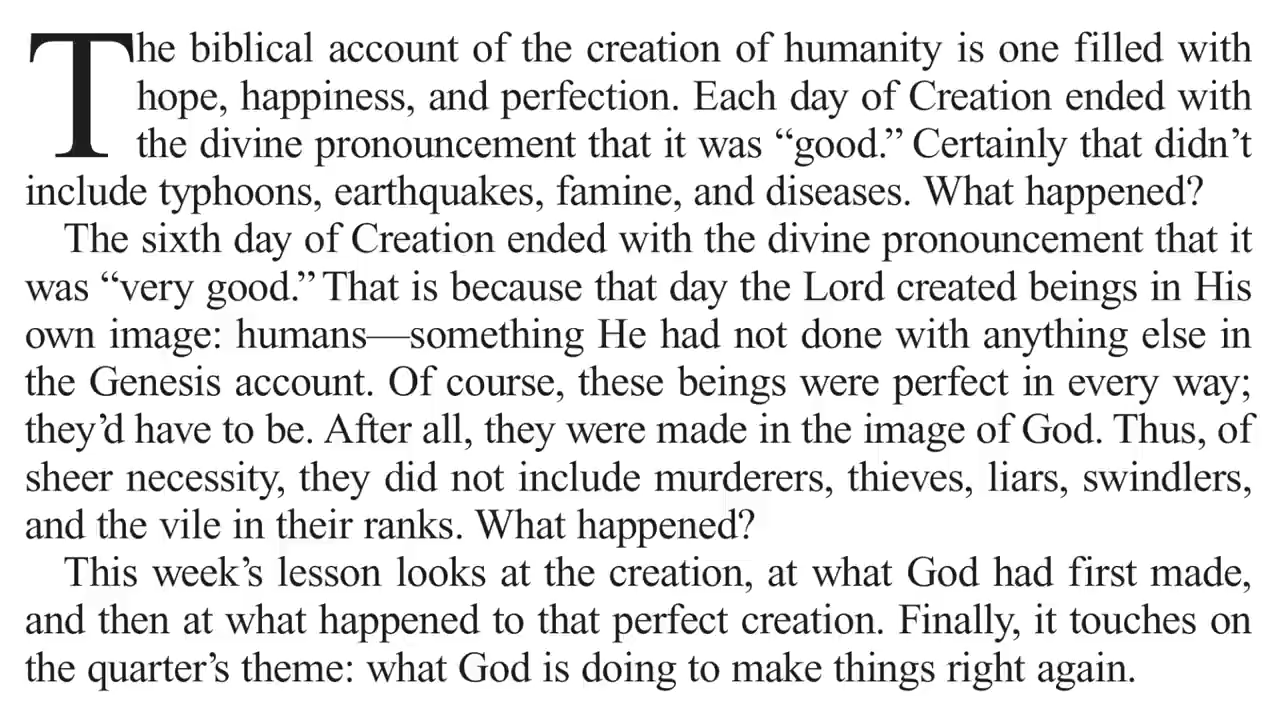 The biblical account of the creation of humanity is one filled with
hope, happiness, and perfection. Each day of Creation ended with
the divine pronouncement that it was “good.” Certainly that didn’t
include typhoons, earthquakes, famine, and diseases. What happened?
The sixth day of Creation ended with the divine pronouncement that it
was “very good.” That is because that day the Lord created beings in His
own image: humans—something He had not done with anything else in
the Genesis account. Of course, these beings were perfect in every way;
they’d have to be. After all, they were made in the image of God. Thus, of
sheer necessity, they did not include murderers, thieves, liars, swindlers,
and the vile in their ranks. What happened?
This week’s lesson looks at the creation, at what God had first made,
and then at what happened to that perfect creation. Finally, it touches on
the quarter’s theme: what God is doing to make things right again.